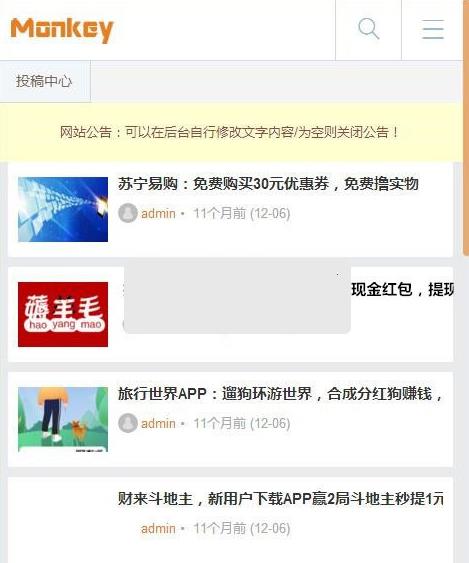 Monkey
投稿中心
网站公告：可以在后台自行修改文字内容/为空则关闭公告！
苏宁易购：免费购买30元优惠券，免费撸实物
admin • 11个月前 (12-06)
薅羊毛
hao yang mao
现金红包，提现
旅行世界APP：遛狗环游世界，合成分红狗赚钱，
admin • 11个月前 (12-06)
财来斗地主，新用户下载APP赢2局斗地主秒提1元
admin • 11个月前 (12-06)